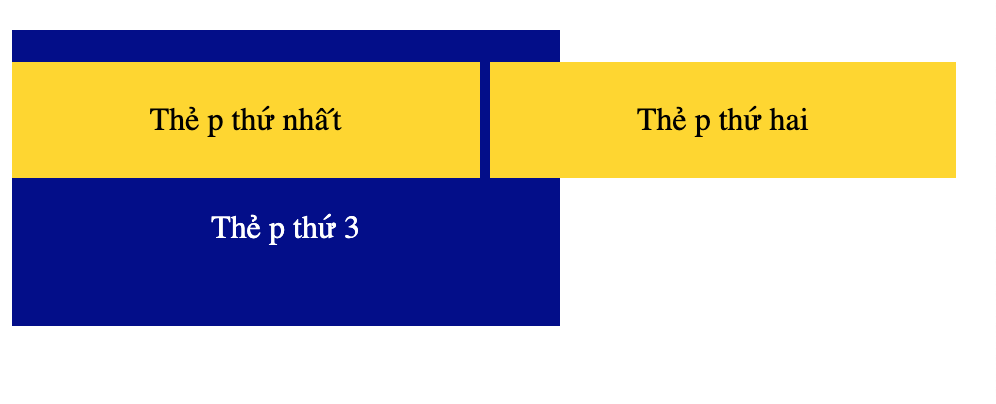 Thẻ p thứ nhất
Thẻ p thứ hai
Thẻ p thứ 3